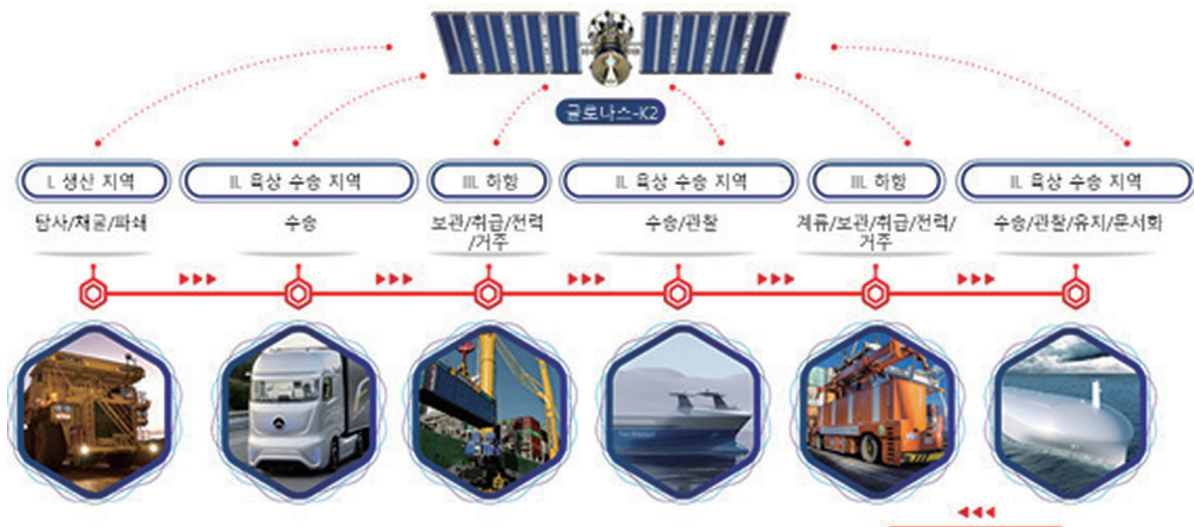 글로나스-K2
I. 생산 지역
II. 육상 수송 지역
III. 하항
II. 육상 수송 지역
III. 하항
II. 육상 수송 지역
탐사/채굴/파쇄
수송
보관/취급/전력
/거주
수송/관찰
계류/보관/취급/전력/
거주
수송/관찰/유지/문서화